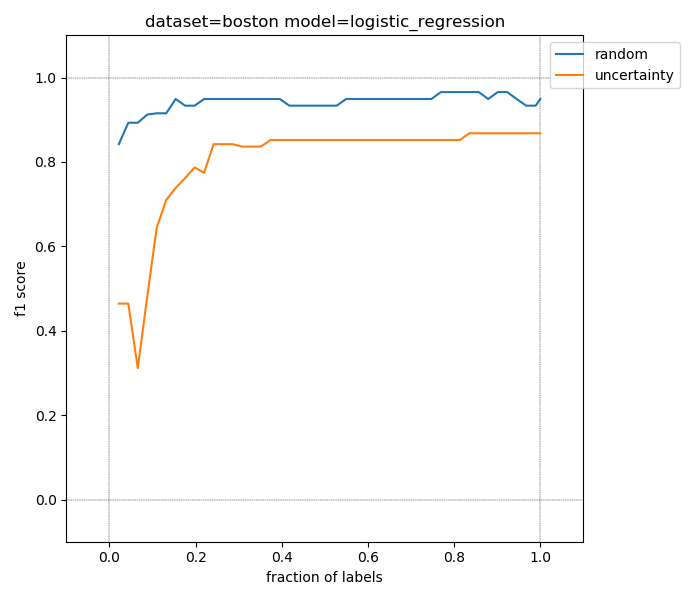 dataset=boston model=logistic_regression
random
uncertainty
1.0
0.8
0.6
0.4
0.2
0.0
f1 score
0.0 0.2 0.4 0.6 0.8 1.0
fraction of labels